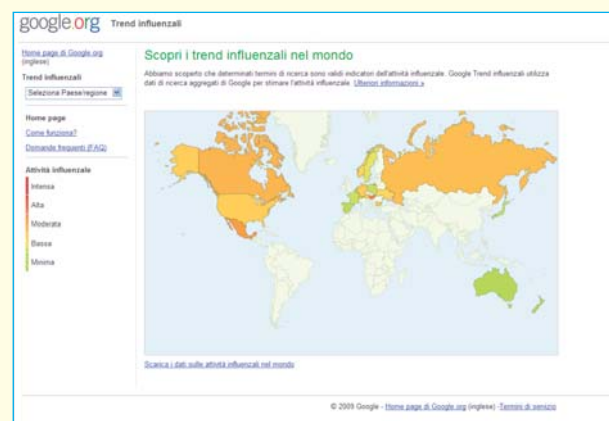 google.org Trend influenzali
Home page di Google.org
(inglese)
Trend influenzali
Seleziona Paese/regione
Home page
Come funziona?
Domande frequenti (FAQ)
Attività influenzale
Intensa
Alta
Moderata
Bassa
Minima
Scopri i trend influenzali nel mondo
Abbiamo scoperto che determinati termini di ricerca sono validi indicatori dell'attività influenzale. Google Trend influenzali utilizza
dati di ricerca aggregati di Google per stimare l'attività influenzale. Ulteriori informazioni »
Scarica i dati sulle attività influenzali nel mondo
© 2009 Google - Home page di Google.org (inglese) - Termini di servizio